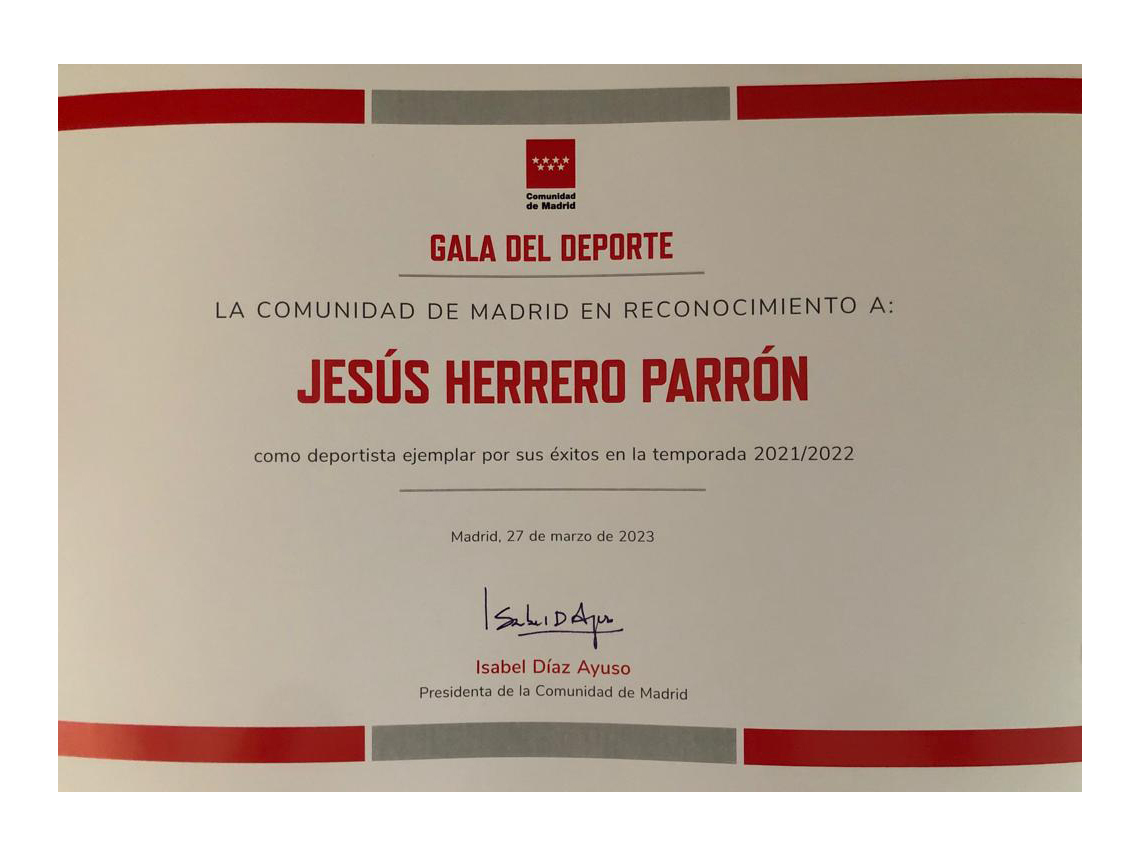 Comunidad
de Madrid
GALA DEL DEPORTE
LA COMUNIDAD DE MADRID EN RECONOCIMIENTO A:
JESÚS HERRERO PARRÓN
como deportista ejemplar por sus éxitos en la temporada 2021/2022
Madrid, 27 de marzo de 2023
Isabel D Ayuso
Isabel Díaz Ayuso
Presidenta de la Comunidad de Madrid